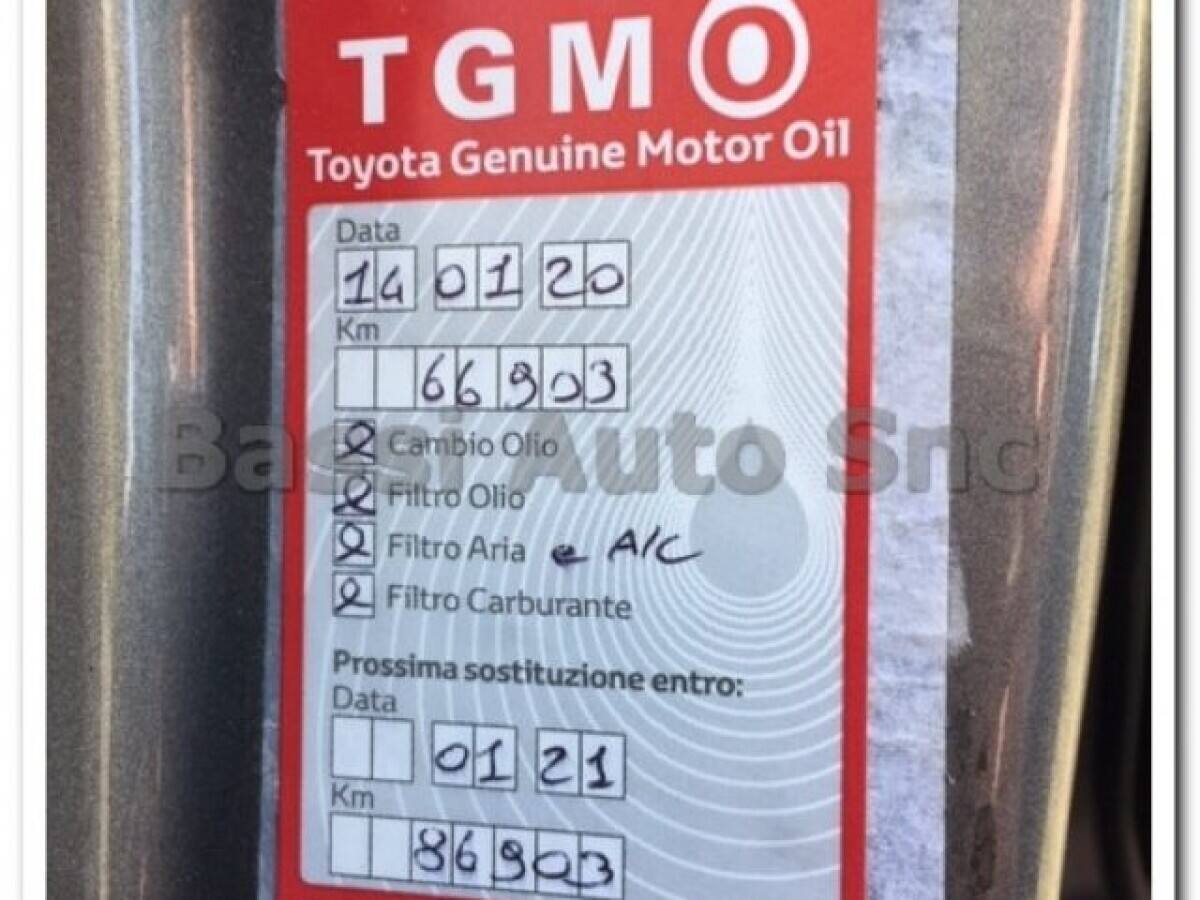 TGMO
Toyota Genuine Motor Oil
Data
14 01 20
Km
66903
Cambio Olio
Bassi Auto Snc
Filtro Olio
Filtro Aria e A/C
Filtro Carburante
Prossima sostituzione entro:
Data
01 21
Km
86903